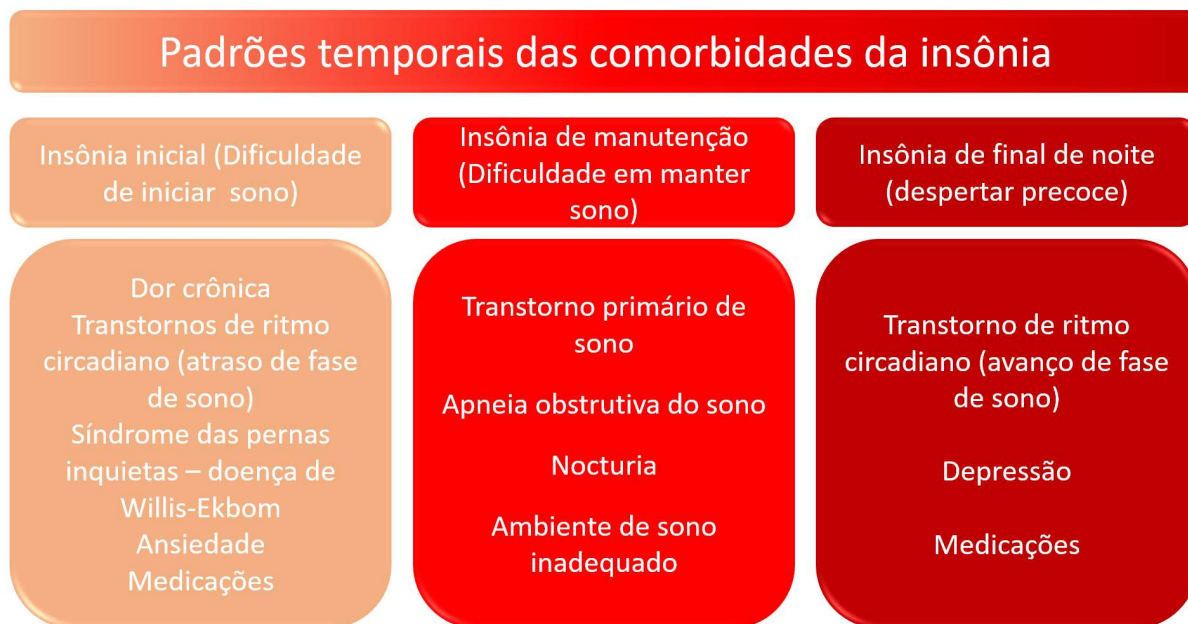 Padrões temporais das comorbidades da insônia
Insônia inicial (Dificuldade
de iniciar sono)
Insônia de manutenção
(Dificuldade em manter
sono)
Insônia de final de noite
(despertar precoce)
Dor crônica
Transtornos de ritmo
circadiano (atraso de fase
de sono)
Síndrome das pernas
inquietas – doença de
Willis-Ekbom
Ansiedade
Medicações
Transtorno primário de
sono
Apneia obstrutiva do sono
Nocturia
Ambiente de sono
inadequado
Transtorno de ritmo
circadiano (avanço de fase
de sono)
Depressão
Medicações